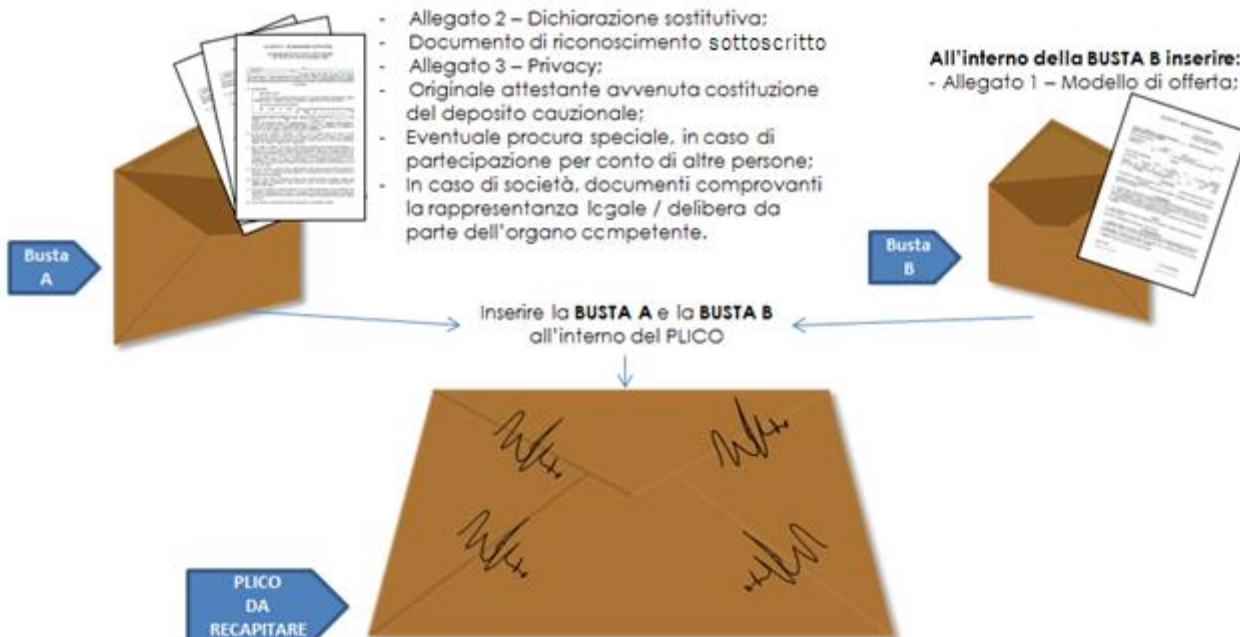 - Allegato 2 – Dichiarazione sostitutiva;
- Documento di riconoscimento sottoscritto
- Allegato 3 – Privacy;
- Originale attestante avvenuta costituzione
del deposito cauzionale;
- Eventuale procura speciale, in caso di
partecipazione per conto di altre persone;
- In caso di società, documenti comprovanti
la rappresentanza lcgale / delibera da
parte dell'organo ccmpetente.
All'interno della BUSTA B inserire:
- Allegato 1 – Modello di offerta;
Busta
A
Busta
B
Inserire la BUSTA A e la BUSTA B
all'interno del PLICO
PLICO
DA
RECAPITARE